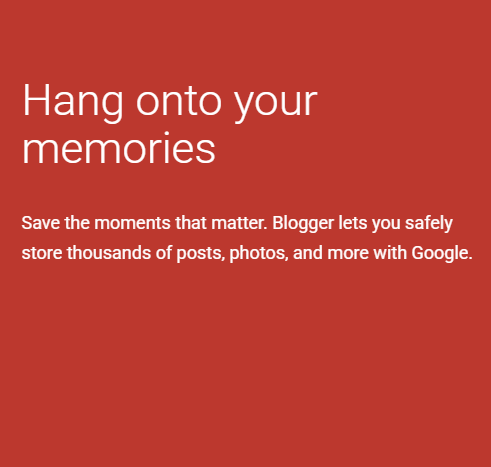 Hang onto your
memories
Save the moments that matter. Blogger lets you safely
store thousands of posts, photos, and more with Google.